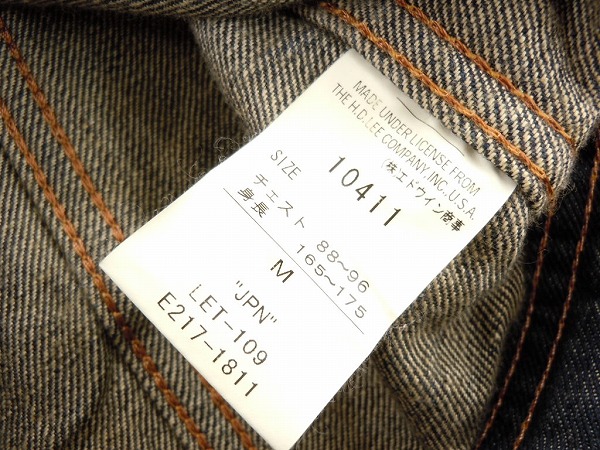 MADE UNDER LICENSE FROM
THE H.D.LEE COMPANY,INC.,U.S.A.
(株)エドウイン商事
10411
SIZE
チェスト 88~96
身長 165~175
M
"JPN"
LET-109
E217-1811